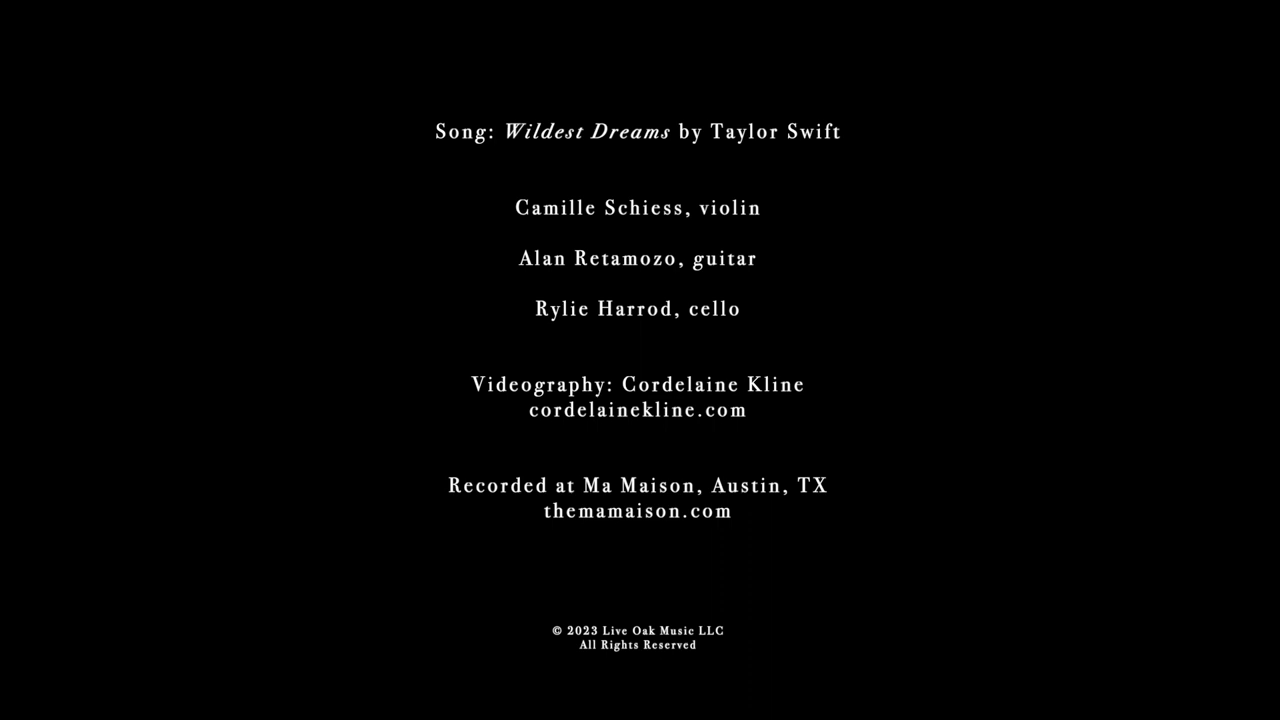 Song: Wildest Dreams by Taylor Swift
Camille Schiess, violin
Alan Retamozo, guitar
Rylie Harrod, cello
Videography: Cordelaine Kline
cordelainekline.com
Recorded at Ma Maison, Austin, TX
themamaison.com
© 2023 Live Oak Music LLC
All Rights Reserved